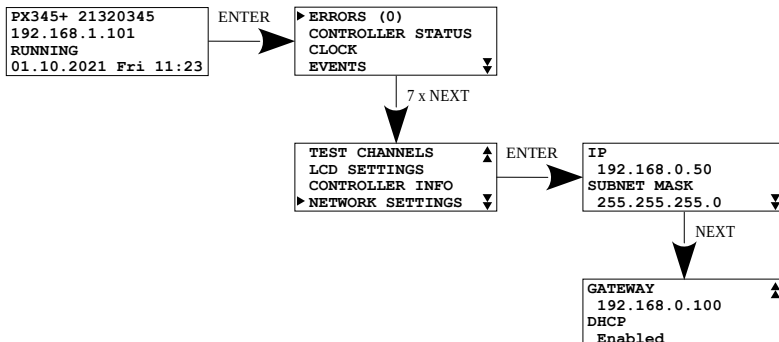 PX345+ 21320345
192.168.1.101
RUNNING
01.10.2021 Fri 11:23
ENTER
ERRORS (0)
CONTROLLER STATUS
CLOCK
EVENTS
7 x NEXT
TEST CHANNELS
LCD SETTINGS
CONTROLLER INFO
NETWORK SETTINGS
ENTER
IP
192.168.0.50
SUBNET MASK
255.255.255.0
NEXT
GATEWAY
192.168.0.100
DHCP
Enabled